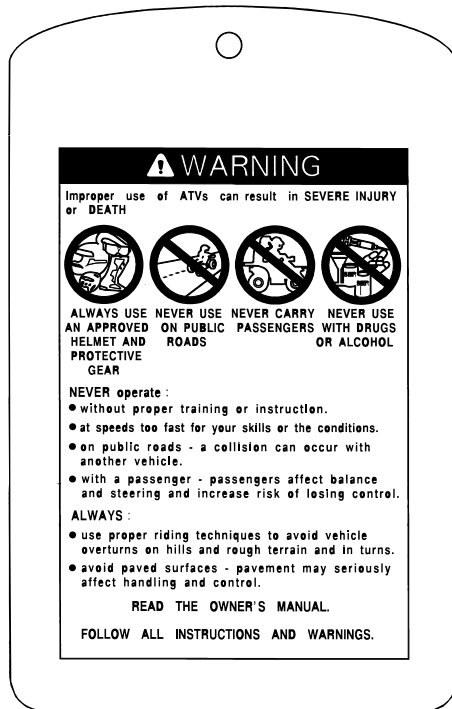 WARNING
Improper use of ATVs can result in SEVERE INJURY
or DEATH
ALWAYS USE
AN APPROVED
HELMET AND
PROTECTIVE
GEAR
NEVER USE
ON PUBLIC
ROADS
NEVER CARRY
PASSENGERS
NEVER USE
WITH DRUGS
OR ALCOHOL
NEVER operate :
● without proper training or instruction.
● at speeds too fast for your skills or the conditions.
● on public roads - a collision can occur with
another vehicle.
● with a passenger - passengers affect balance
and steering and increase risk of losing control.
ALWAYS :
● use proper riding techniques to avoid vehicle
overturns on hills and rough terrain and in turns.
● avoid paved surfaces - pavement may seriously
affect handling and control.
READ THE OWNER'S MANUAL.
FOLLOW ALL INSTRUCTIONS AND WARNINGS.